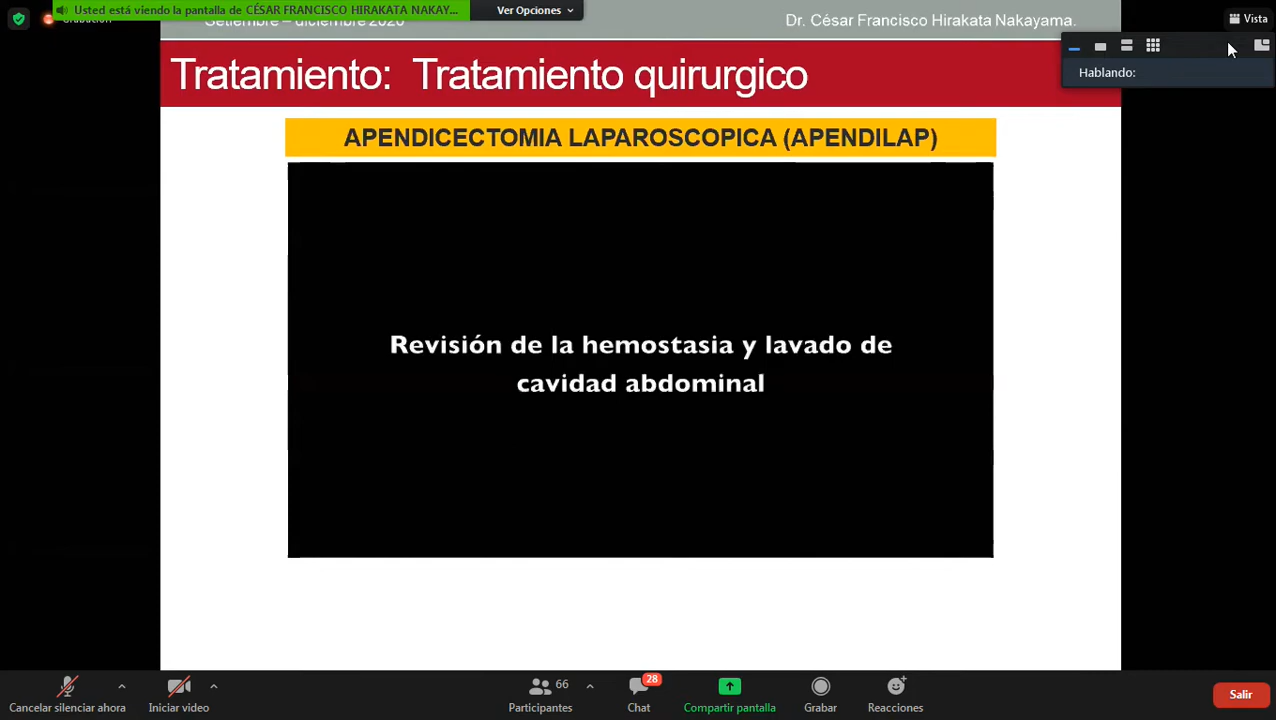 Usted está viendo la pantalla de CÉSAR FRANCISCO HIRAKATA NAKAY...
Ver Opciones
Grabación
Setiembre – diciembre 2020
Dr. César Francisco Hirakata Nakayama.
Vista
Hablando:
Tratamiento: Tratamiento quirurgico
APENDICECTOMIA LAPAROSCOPICA (APENDILAP)
Revisión de la hemostasia y lavado de
cavidad abdominal
66
28
Cancelar silenciar ahora
Iniciar video
Participantes
Chat
Compartir pantalla
Grabar
Reacciones
Salir